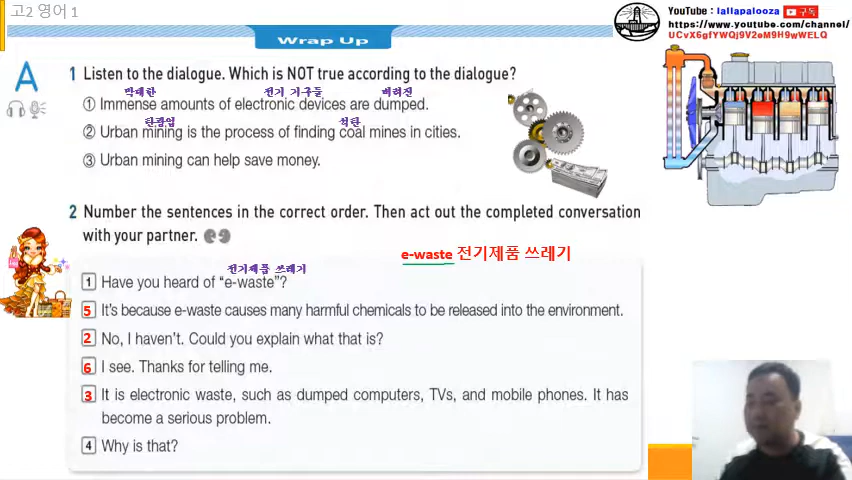 고2 영어 1
YouTube : lallapalooza 구독
https://www.youtube.com/channel/
UCvX6gfYWQj9V2eM9H9wWELQ
Wrap Up
A
1 Listen to the dialogue. Which is NOT true according to the dialogue?
막대한 전기 기구들 버려진
① Immense amounts of electronic devices are dumped.
탄광업 석탄
② Urban mining is the process of finding coal mines in cities.
③ Urban mining can help save money.
2 Number the sentences in the correct order. Then act out the completed conversation
with your partner.
e-waste 전기제품 쓰레기
전기제품 쓰레기
1 Have you heard of “e-waste”?
5 It’s because e-waste causes many harmful chemicals to be released into the environment.
2 No, I haven’t. Could you explain what that is?
6 I see. Thanks for telling me.
3 It is electronic waste, such as dumped computers, TVs, and mobile phones. It has
become a serious problem.
4 Why is that?